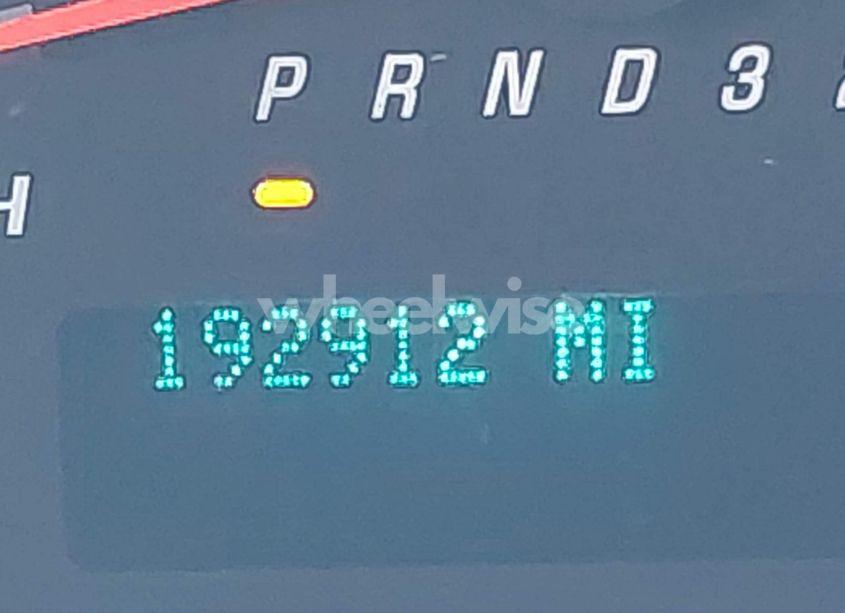 P R N D 3
H
wheelwise
192912 MI